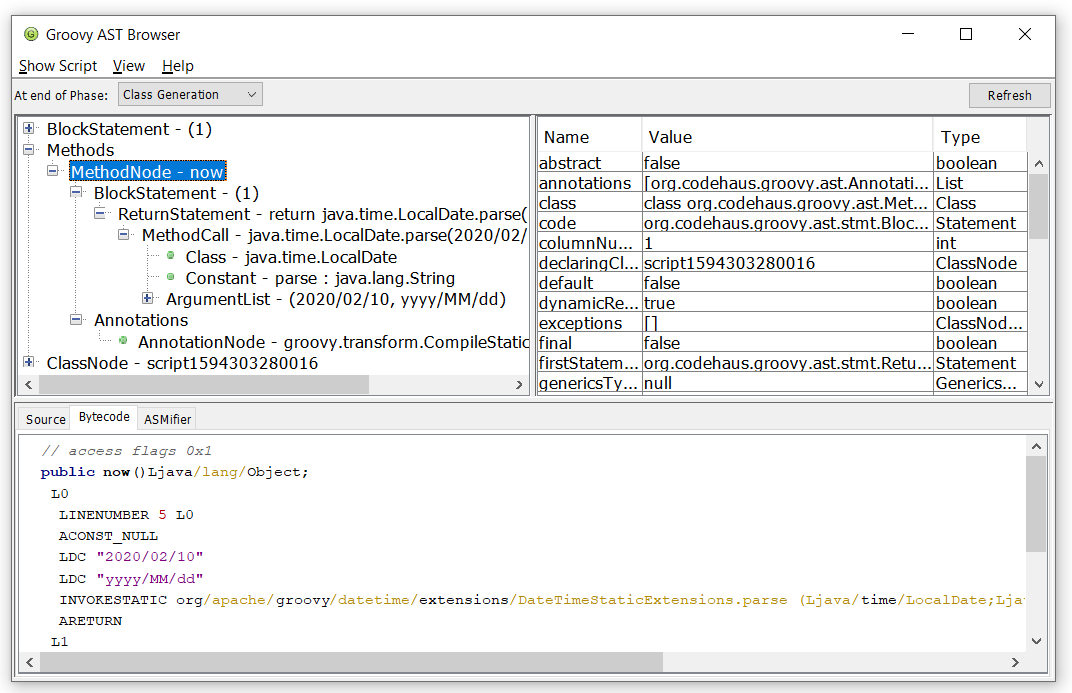 Groovy AST Browser
Show Script View Help
At end of Phase: Class Generation Refresh
BlockStatement - (1)
Methods
MethodNode - now
BlockStatement - (1)
ReturnStatement - return java.time.LocalDate.parse(
MethodCall - java.time.LocalDate.parse(2020/02/
Class - java.time.LocalDate
Constant - parse : java.lang.String
ArgumentList - (2020/02/10, yyyy/MM/dd)
Annotations
AnnotationNode - groovy.transform.CompileStatic
ClassNode - script1594303280016
Name Value Type
abstract false boolean
annotations [org.codehaus.groovy.ast.Annotati... List
class class org.codehaus.groovy.ast.Met... Class
code org.codehaus.groovy.ast.stmt.Bloc... Statement
columnNu... 1 int
declaringCl... script1594303280016 ClassNode
default false boolean
dynamicRe... true boolean
exceptions [] ClassNod...
final false boolean
firstStatem... org.codehaus.groovy.ast.stmt.Retu... Statement
genericsTy... null Generics...
Source Bytecode ASMifier
// access flags 0x1
public now()Ljava/lang/Object;
L0
LINENUMBER 5 L0
ACONST_NULL
LDC "2020/02/10"
LDC "yyyy/MM/dd"
INVOKESTATIC org/apache/groovy/datetime/extensions/DateTimeStaticExtensions.parse (Ljava/time/LocalDate;Ljav
ARETURN
L1